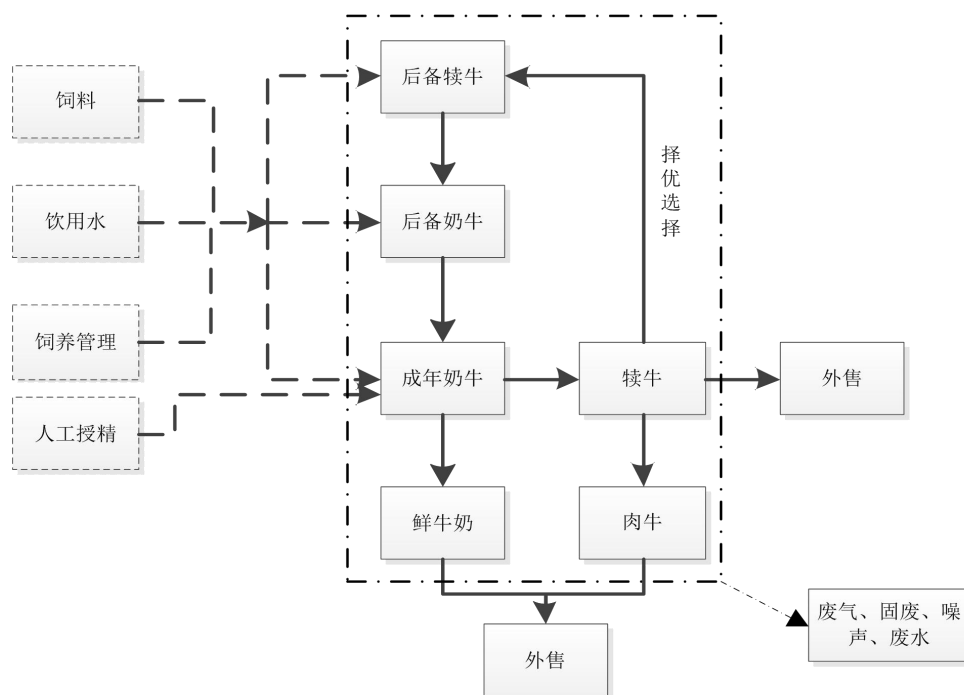 后备犊牛
饲料
择优选择
饮用水
后备奶牛
饲养管理
成年奶牛
犊牛
外售
人工授精
鲜牛奶
肉牛
废气、固废、噪
声、废水
外售